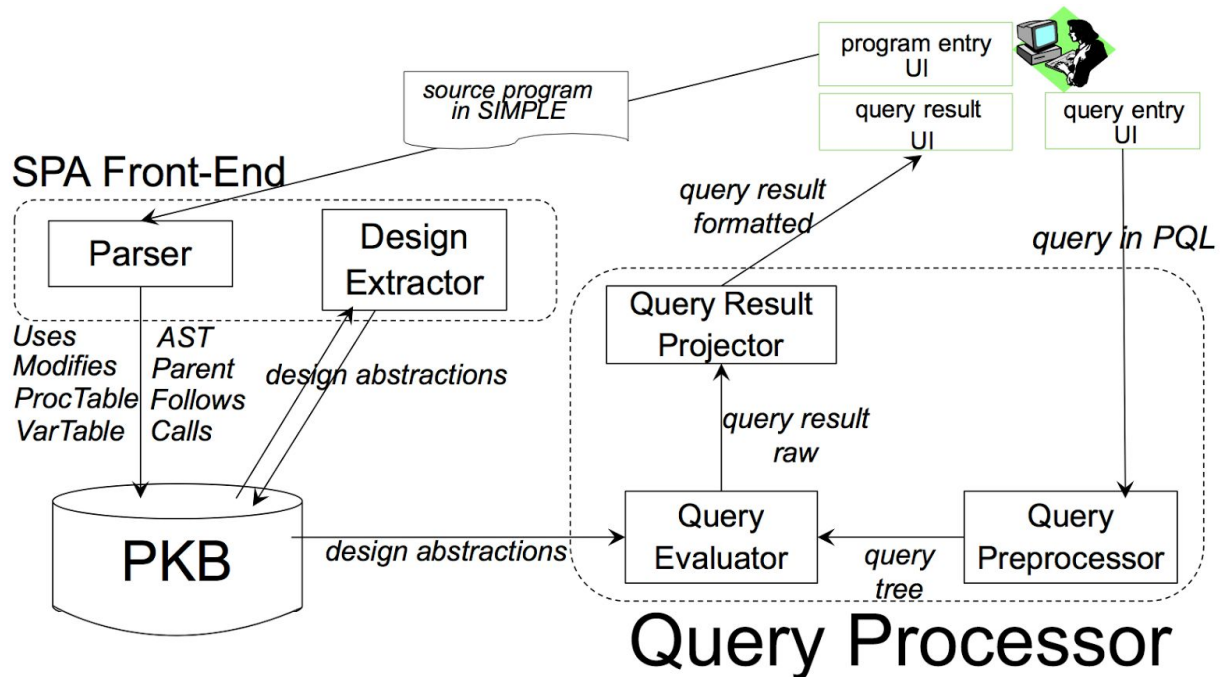 program entry
UI
source program
in SIMPLE
query result
UI
query entry
UI
SPA Front-End
query result
formatted
Parser
Design
Extractor
query in PQL
Uses
Modifies
ProcTable
VarTable
AST
Parent
Follows
Calls
design abstractions
Query Result
Projector
query result
raw
PKB
design abstractions
Query
Evaluator
query
tree
Query
Preprocessor
Query Processor